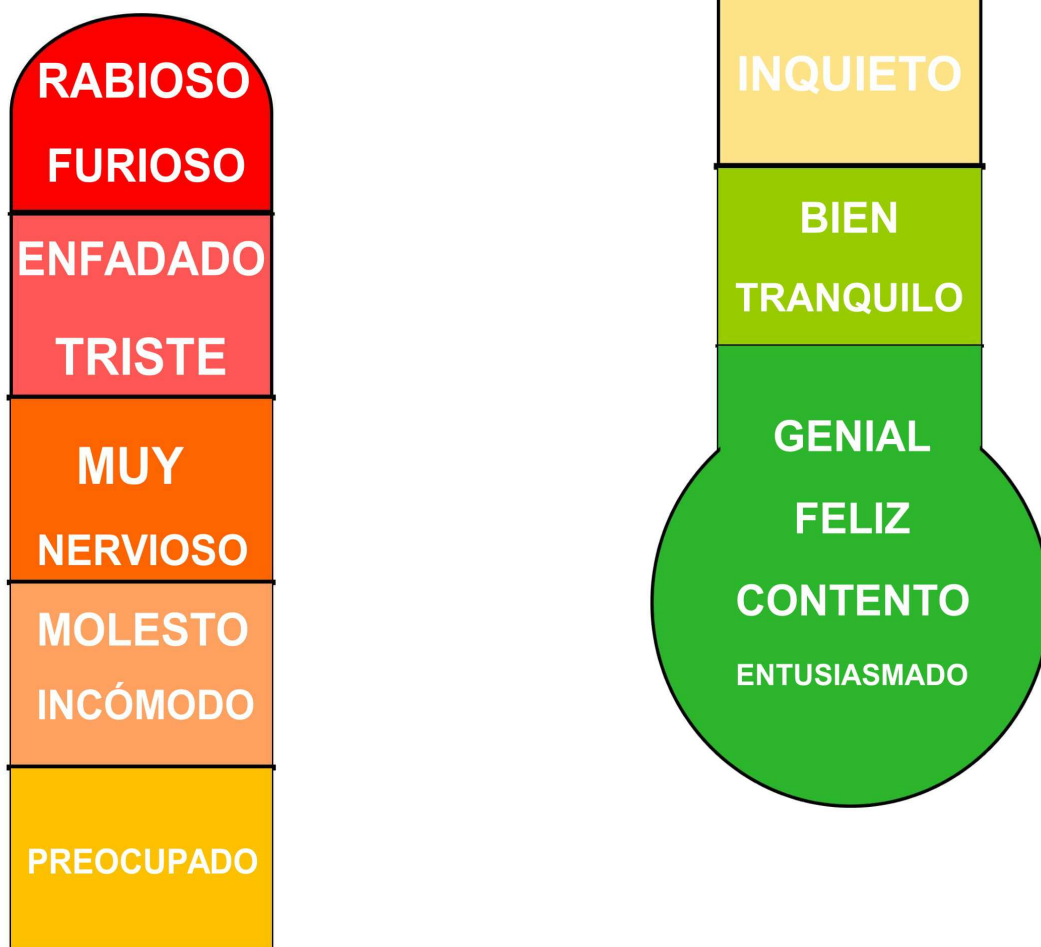 RABIOSO
FURIOSO
ENFADADO
TRISTE
MUY
NERVIOSO
MOLESTO
INCÓMODO
PREOCUPADO
INQUIETO
BIEN
TRANQUILO
GENIAL
FELIZ
CONTENTO
ENTUSIASMADO